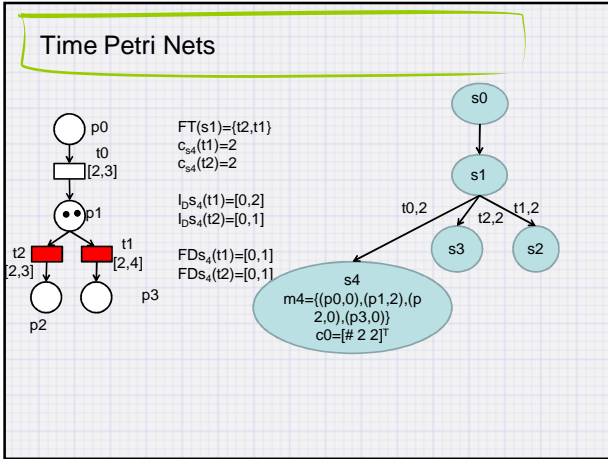 Time Petri Nets
p0
t0
[2,3]
p1
t2
[2,3]
t1
[2,4]
p2
p3
FT(s1)={t2,t1}
cs4(t1)=2
cs4(t2)=2
IDs4(t1)=[0,2]
IDs4(t2)=[0,1]
FDs4(t1)=[0,1]
FDs4(t2)=[0,1]
s0
s1
t0,2
t2,2
t1,2
s3
s2
s4
m4={(p0,0),(p1,2),(p
2,0),(p3,0)}
c0=[# 2 2]T